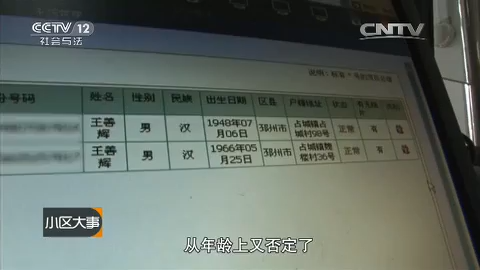 CCTV 12
社会与法
CNTV
号码 姓名 性别 民族 出生日期 区县 户籍地址 状态
王善辉 男 汉 1948年07月06日 邳州市 占城镇占城村98号 正常 有
王善辉 男 汉 1966年05月25日 邳州市 占城镇魏楼村36号 正常 有
小区大事
从年龄上又否定了